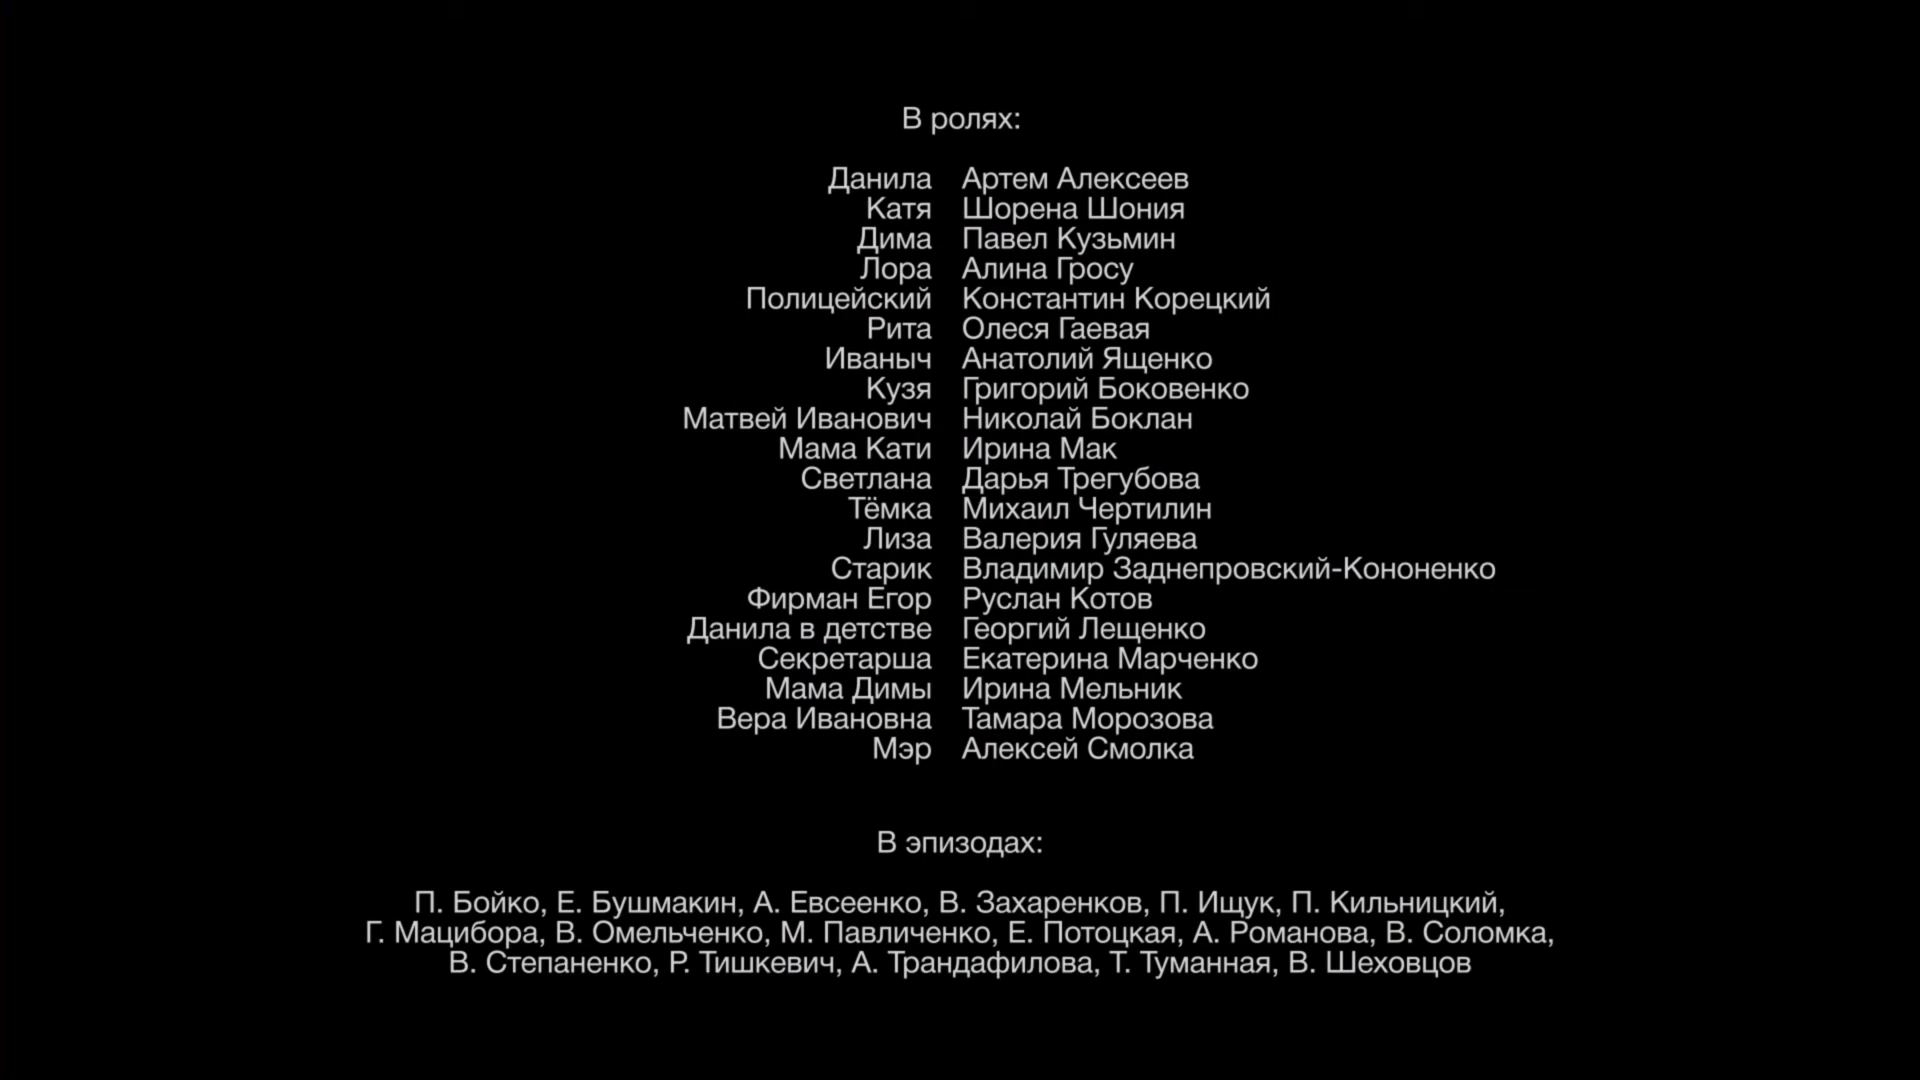 В ролях:
Данила Артем Алексеев
Катя Шорена Шония
Дима Павел Кузьмин
Лора Алина Гросу
Полицейский Константин Корецкий
Рита Олеся Гаевая
Иваныч Анатолий Ященко
Кузя Григорий Боковенко
Матвей Иванович Николай Боклан
Мама Кати Ирина Мак
Светлана Дарья Трегубова
Тёмка Михаил Чертилин
Лиза Валерия Гуляева
Старик Владимир Заднепровский-Кононенко
Фирман Егор Руслан Котов
Данила в детстве Георгий Лещенко
Секретарша Екатерина Марченко
Мама Димы Ирина Мельник
Вера Ивановна Тамара Морозова
Мэр Алексей Смолка
В эпизодах:
П. Бойко, Е. Бушмакин, А. Евсеенко, В. Захаренков, П. Ищук, П. Кильницкий,
Г. Мацибора, В. Омельченко, М. Павличенко, Е. Потоцкая, А. Романова, В. Соломка,
В. Степаненко, Р. Тишкевич, А. Трандафилова, Т. Туманная, В. Шеховцов